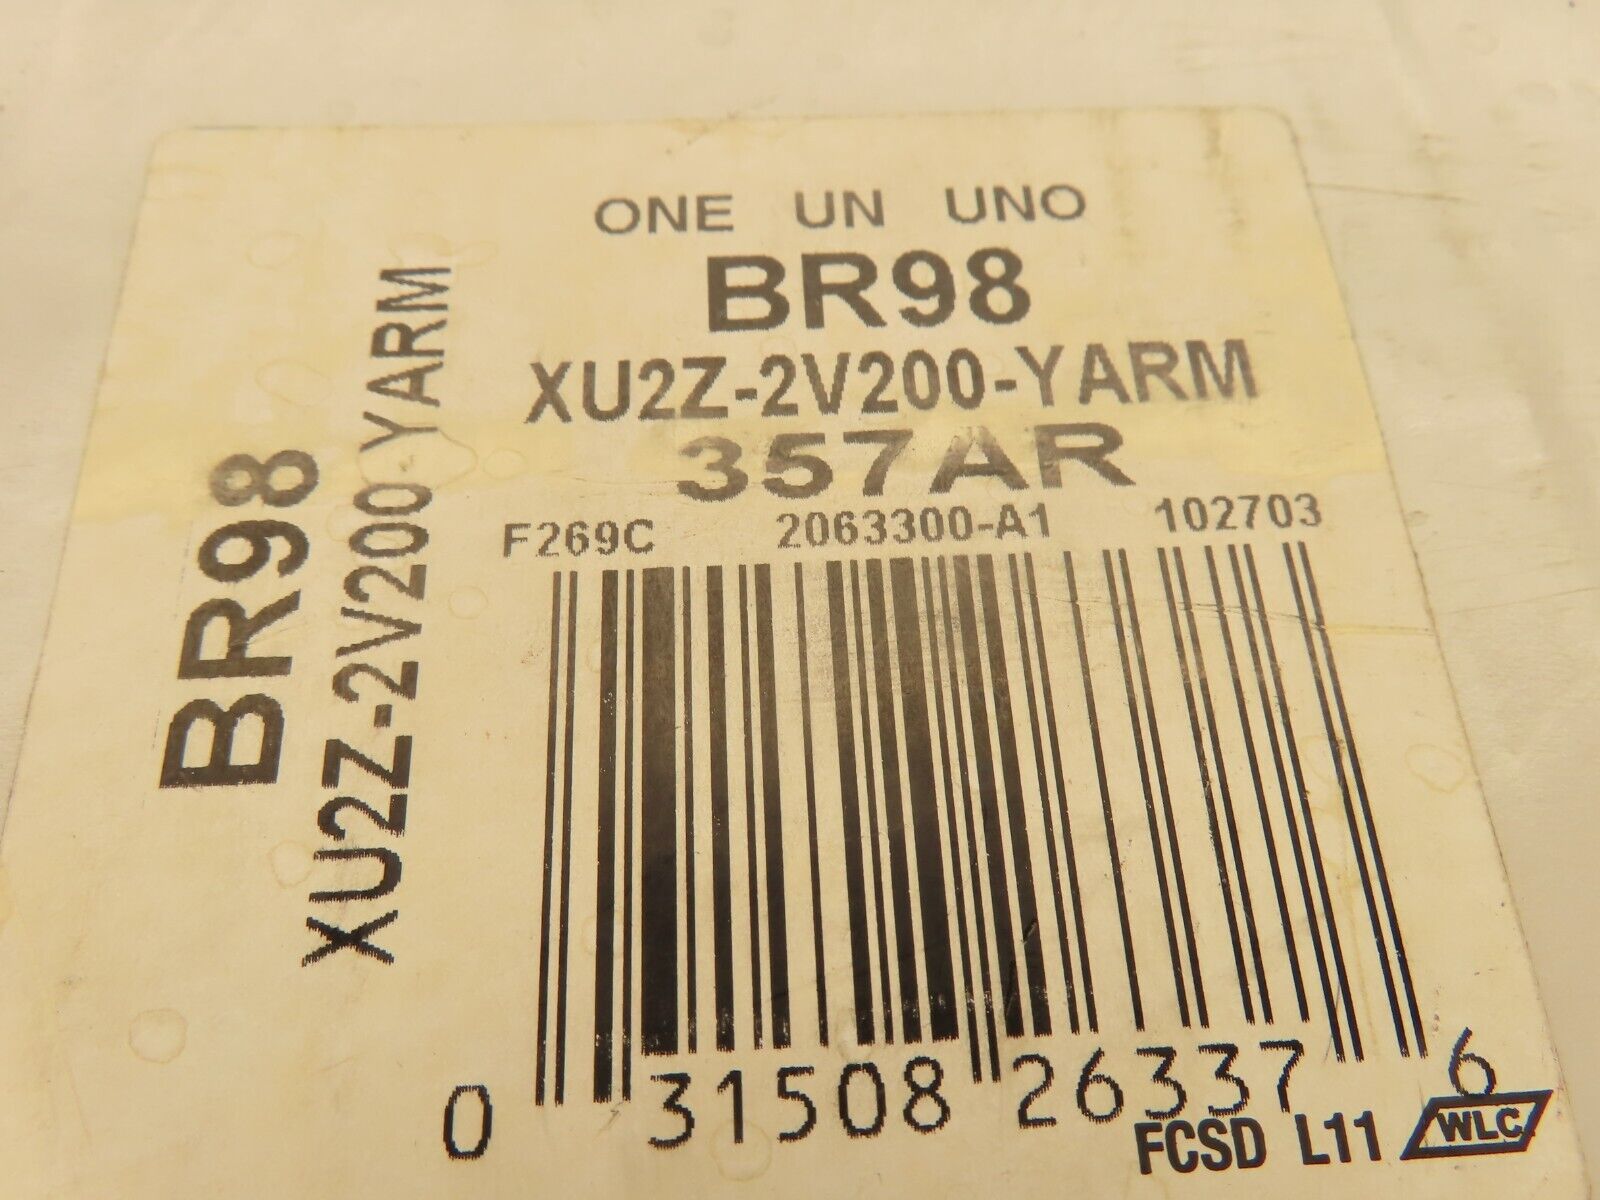 ONE UN UNO
BR98
XU2Z-2V200-YARM
357AR
F269C 2063300-A1 102703
BR98
XU2Z-2V200-YARM
0 31508 26337 6
FCSD L11 WLC